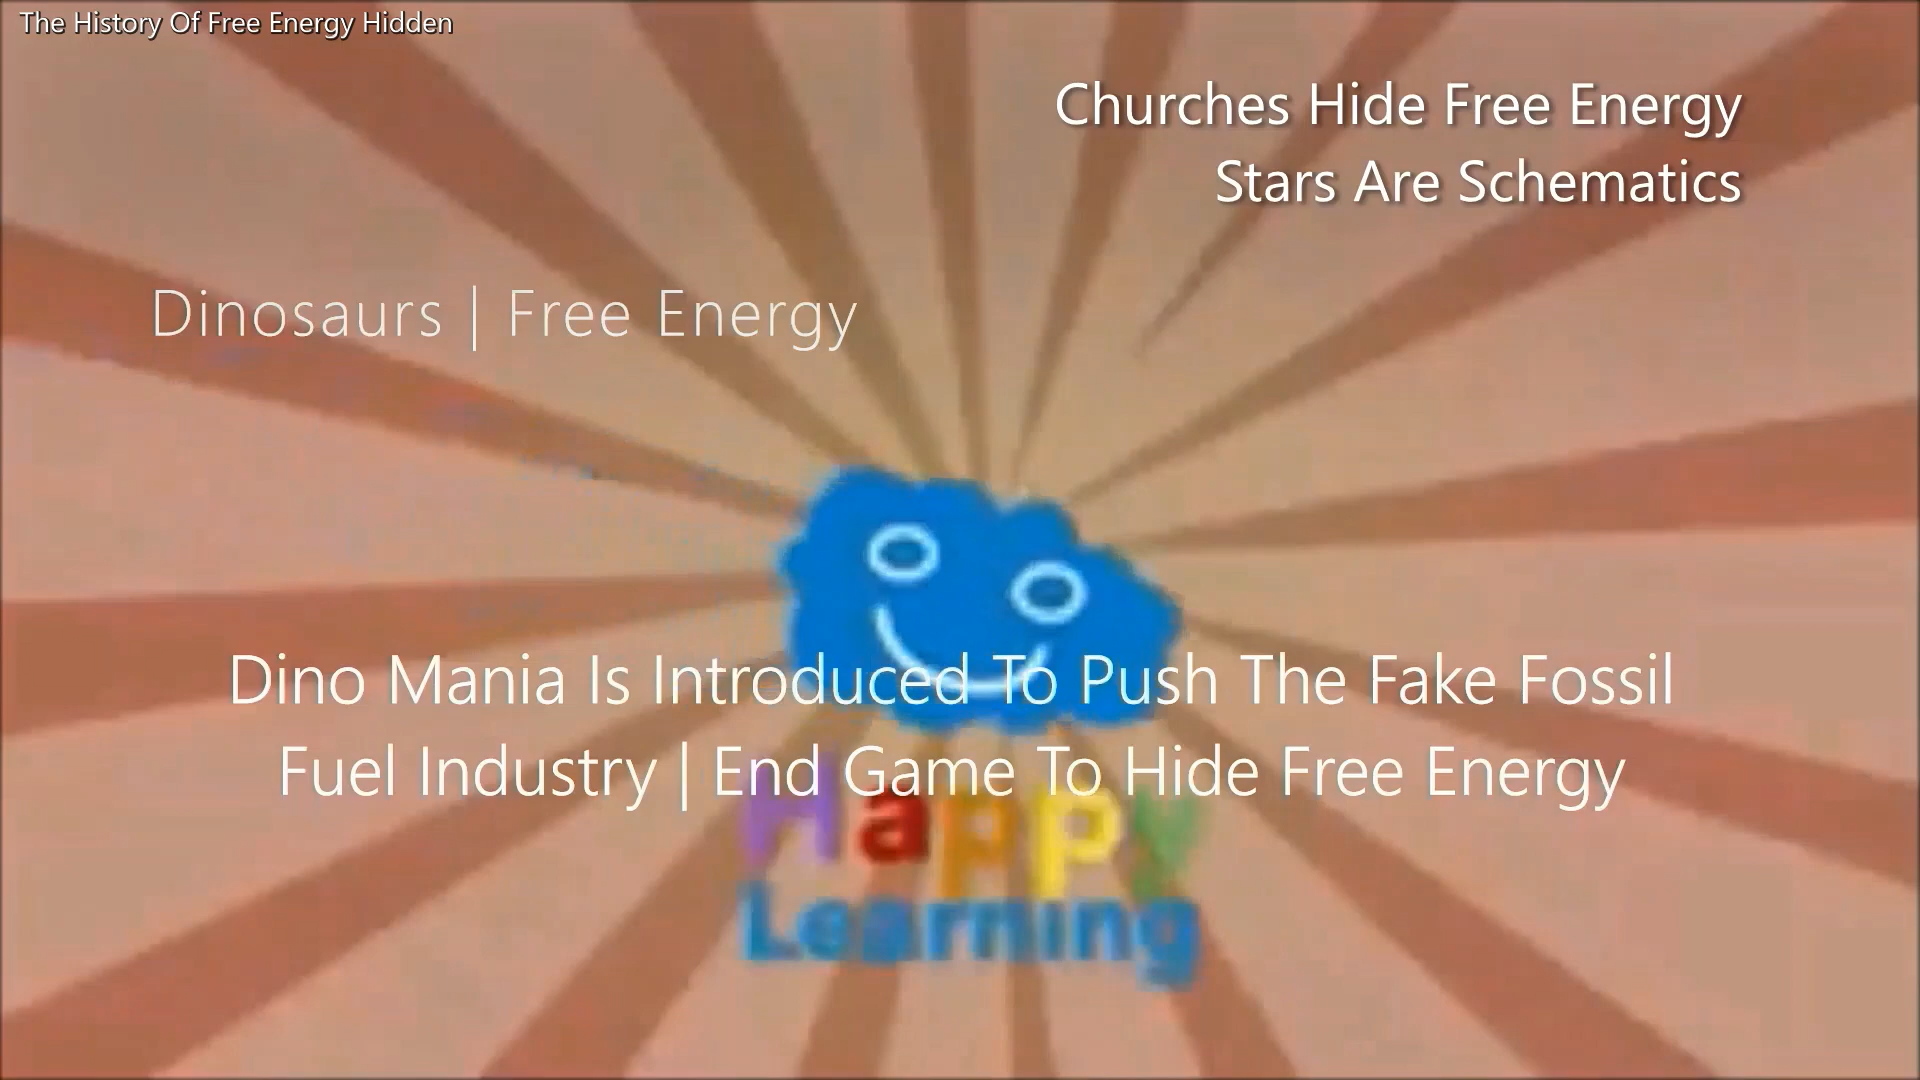 The History Of Free Energy Hidden
Churches Hide Free Energy
Stars Are Schematics
Dinosaurs | Free Energy
Dino Mania Is Introduced To Push The Fake Fossil
Fuel Industry | End Game To Hide Free Energy
Happy
Learning